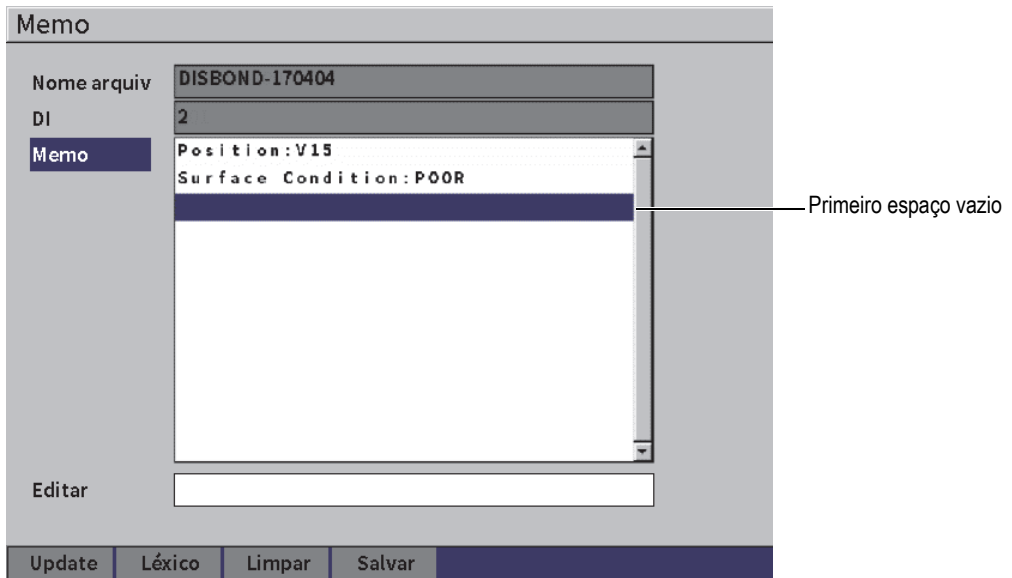 Memo
Nome arquiv DISBOND-170404
DI 2
Memo Position:V15
Surface Condition:POOR
Primeiro espaço vazio
Editar
Update Léxico Limpar Salvar